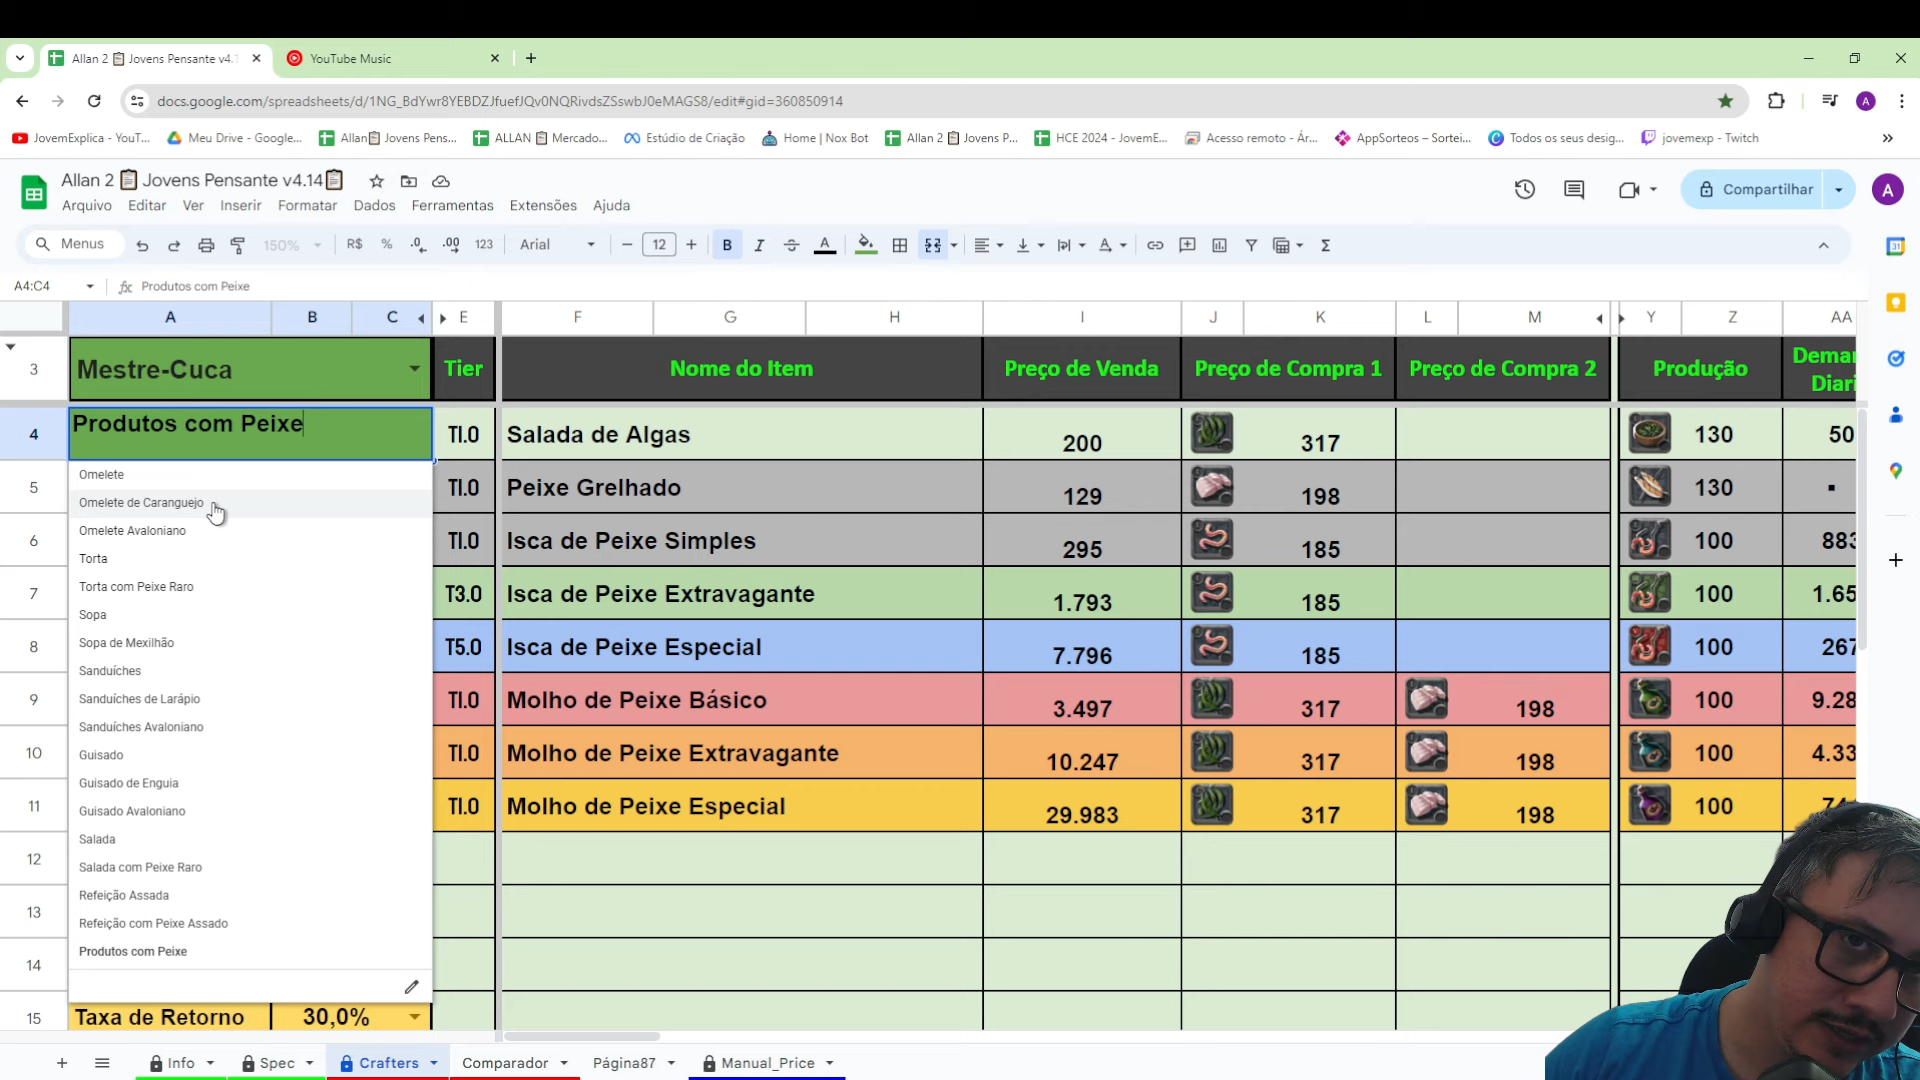 Allan 2 📋 Jovens Pensante v4.1
YouTube Music
docs.google.com/spreadsheets/d/1NG_BdYwr8YEBDZJfuefJQv0NQRivdsZSswbJ0eMAGS8/edit#gid=360850914
A
JovemExplica - YouT... Meu Drive - Google... Allan📋 Jovens Pens... ALLAN 📋 Mercado... Estúdio de Criação Home | Nox Bot Allan 2 📋 Jovens P... HCE 2024 - JovemE... Acesso remoto - Ár... AppSorteos – Sortei... Todos os seus desig... jovemexp - Twitch
Allan 2 📋 Jovens Pensante v4.14📋
Compartilhar
A
Arquivo Editar Ver Inserir Formatar Dados Ferramentas Extensões Ajuda
Menus 150% R$ % .0 .00 123 Arial − 12 + B I A Σ
31
A4:C4 fx Produtos com Peixe
A B C E F G H I J K L M Y Z AA
3 Mestre-Cuca Tier Nome do Item Preço de Venda Preço de Compra 1 Preço de Compra 2 Produção Deman
Diari
4 Produtos com Peixe TI.0 Salada de Algas 200 317 130 50
5 TI.0 Peixe Grelhado 129 198 130
6 TI.0 Isca de Peixe Simples 295 185 100 883
7 T3.0 Isca de Peixe Extravagante 1.793 185 100 1.65
8 T5.0 Isca de Peixe Especial 7.796 185 100 267
9 TI.0 Molho de Peixe Básico 3.497 317 198 100 9.28
10 TI.0 Molho de Peixe Extravagante 10.247 317 198 100 4.33
11 TI.0 Molho de Peixe Especial 29.983 317 198 100 74
12
13
14
Omelete
Omelete de Caranguejo
Omelete Avaloniano
Torta
Torta com Peixe Raro
Sopa
Sopa de Mexilhão
Sanduíches
Sanduíches de Larápio
Sanduíches Avaloniano
Guisado
Guisado de Enguia
Guisado Avaloniano
Salada
Salada com Peixe Raro
Refeição Assada
Refeição com Peixe Assado
Produtos com Peixe
15 Taxa de Retorno 30,0%
Info Spec Crafters Comparador Página87 Manual_Price